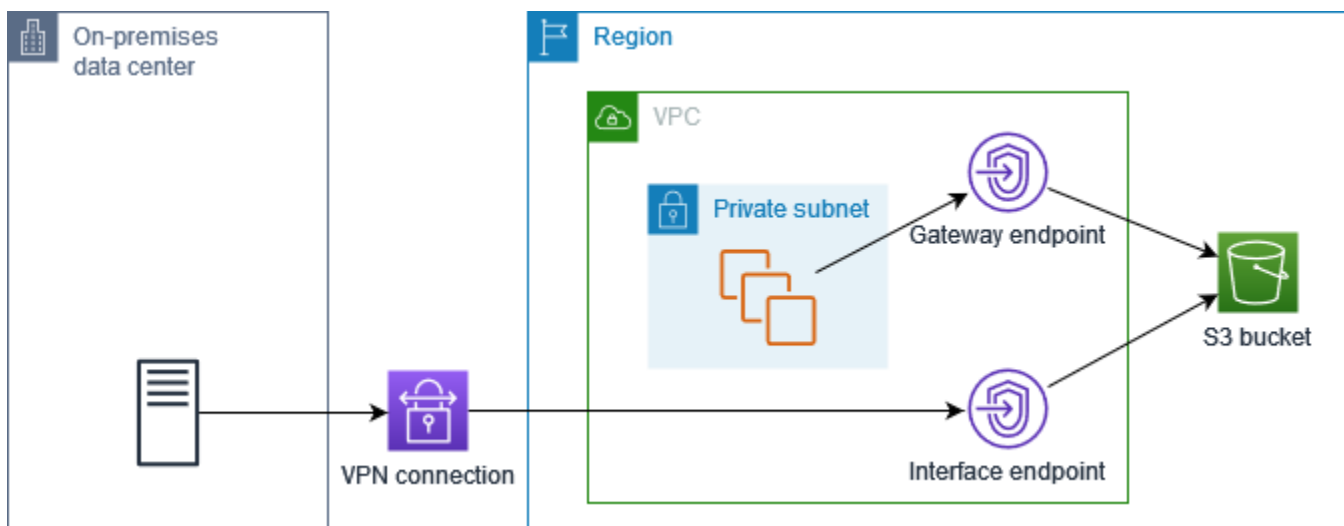 On-premises
data center
Region
VPC
Private subnet
Gateway endpoint
S3 bucket
VPN connection
Interface endpoint